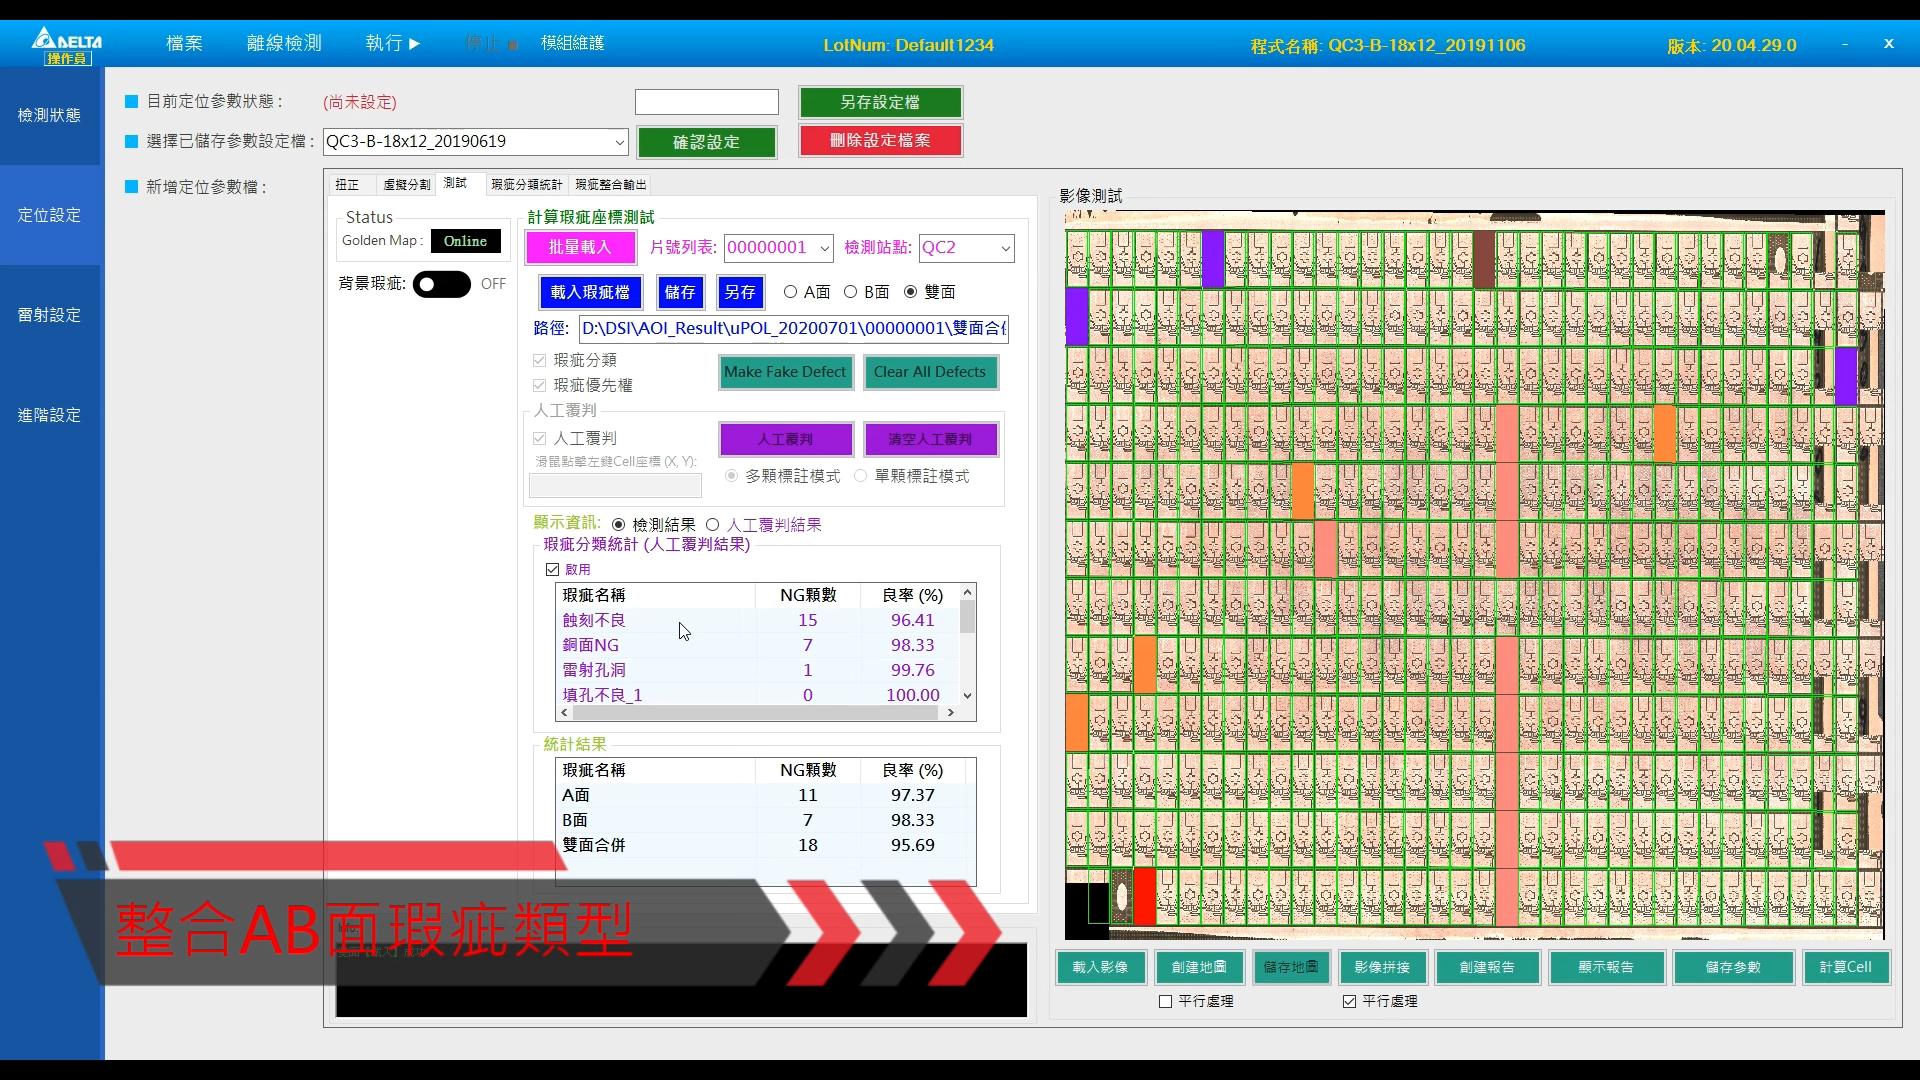 DELTA
操作員
檔案
離線檢測
執行
停止
模組維護
LotNum: Default1234
程式名稱: QC3-B-18x12_20191106
版本: 20.04.29.0
-
X
檢測狀態
定位設定
雷射設定
進階設定
目前定位參數狀態 :
(尚未設定)
另存設定檔
選擇已儲存參數設定檔 :
QC3-B-18x12_20190619
確認設定
刪除設定檔案
新增定位參數檔 :
扭正
虛擬分割
測試
瑕疵分類統計
瑕疵整合輸出
Status
Golden Map :
Online
背景瑕疵:
OFF
計算瑕疵座標測試
批量載入
片號列表:
00000001
檢測站點:
QC2
載入瑕疵檔
儲存
另存
A面
B面
雙面
路徑:
D:\DSI\AOI_Result\uPOL_20200701\00000001\雙面合併
瑕疵分類
瑕疵優先權
Make Fake Defect
Clear All Defects
人工覆判
人工覆判
滑鼠點擊左鍵Cell座標 (X, Y):
人工覆判
清空人工覆判
多顆標註模式
單顆標註模式
顯示資訊:
檢測結果
人工覆判結果
瑕疵分類統計 (人工覆判結果)
啟用
瑕疵名稱 NG顆數 良率 (%)
蝕刻不良 15 96.41
銅面NG 7 98.33
雷射孔洞 1 99.76
填孔不良_1 0 100.00
統計結果
瑕疵名稱 NG顆數 良率 (%)
A面 11 97.37
B面 7 98.33
雙面合併 18 95.69
Info:
整合AB面瑕疵類型
影像測試
載入影像
創建地圖
儲存地圖
影像拼接
創建報告
顯示報告
儲存參數
計算Cell
平行處理
平行處理